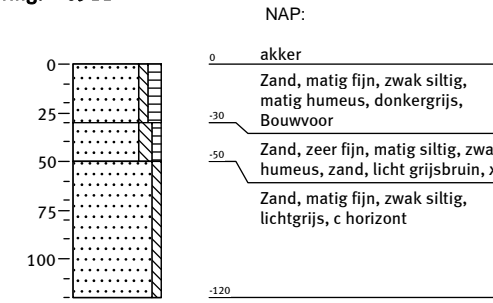 NAP:
0 akker
0
Zand, matig fijn, zwak siltig,
matig humeus, donkergrijs,
-30 Bouwvoor
25
Zand, zeer fijn, matig siltig,
-50 humeus, zand, licht grijsbruin,
50
Zand, matig fijn, zwak siltig,
lichtgrijs, c horizont
75
100
-120